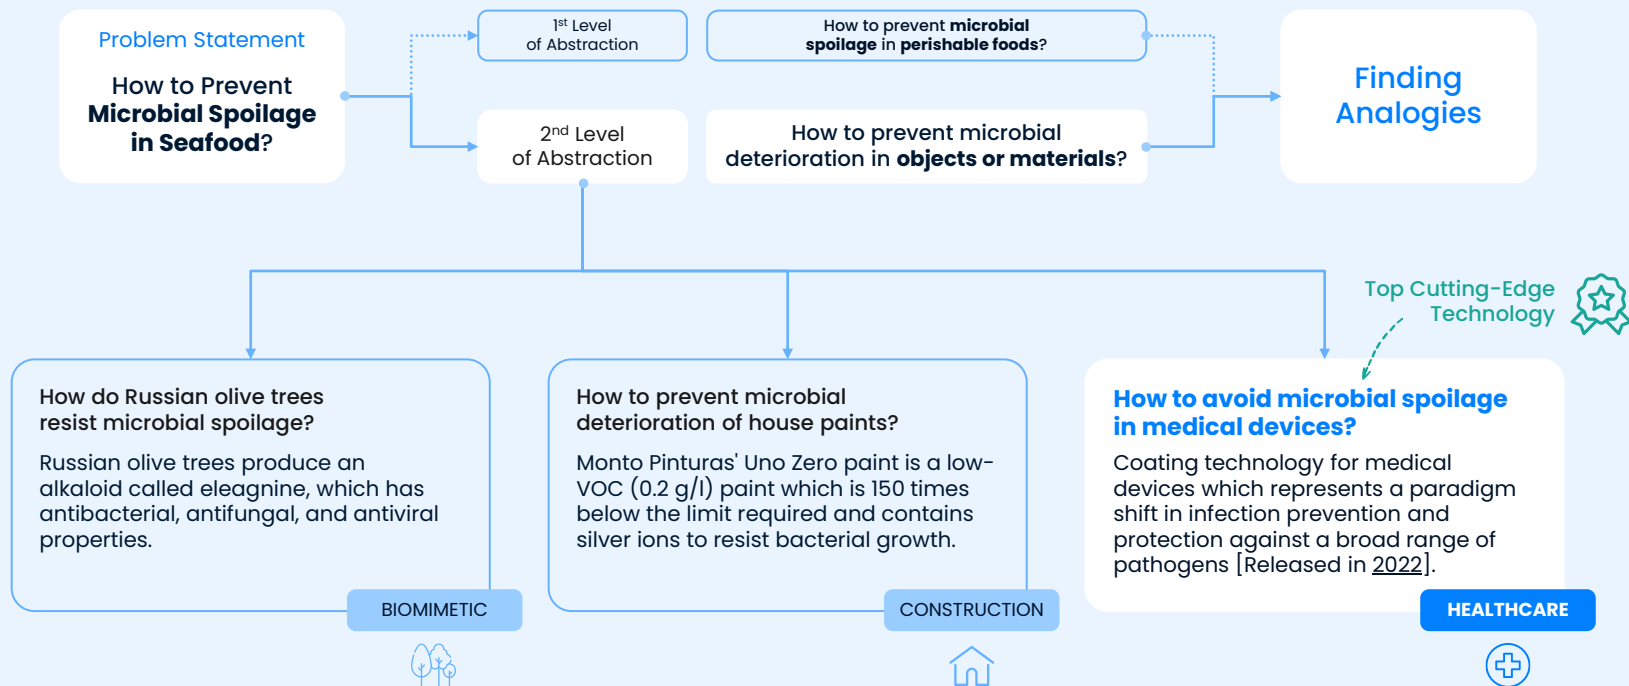 Problem Statement
How to Prevent
Microbial Spoilage
in Seafood?
1st Level
of Abstraction
How to prevent microbial
spoilage in perishable foods?
2nd Level
of Abstraction
How to prevent microbial
deterioration in objects or materials?
Finding
Analogies
Top Cutting-Edge
Technology
How do Russian olive trees
resist microbial spoilage?
Russian olive trees produce an
alkaloid called eleagnine, which has
antibacterial, antifungal, and antiviral
properties.
BIOMIMETIC
How to prevent microbial
deterioration of house paints?
Monto Pinturas' Uno Zero paint is a low-
VOC (0.2 g/l) paint which is 150 times
below the limit required and contains
silver ions to resist bacterial growth.
CONSTRUCTION
How to avoid microbial spoilage
in medical devices?
Coating technology for medical
devices which represents a paradigm
shift in infection prevention and
protection against a broad range of
pathogens [Released in 2022].
HEALTHCARE